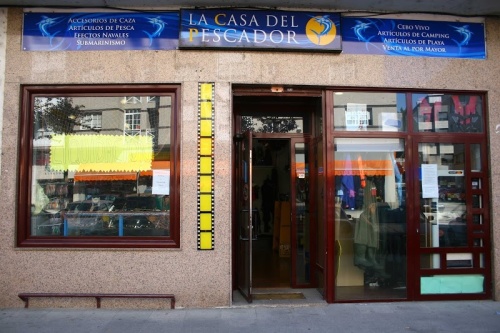 Accesorios de Caza
Artículos de Pesca
Efectos Navales
Submarinismo
La Casa del
Pescador
Cebo Vivo
Artículos de Camping
Artículos de Playa
Venta al por Mayor